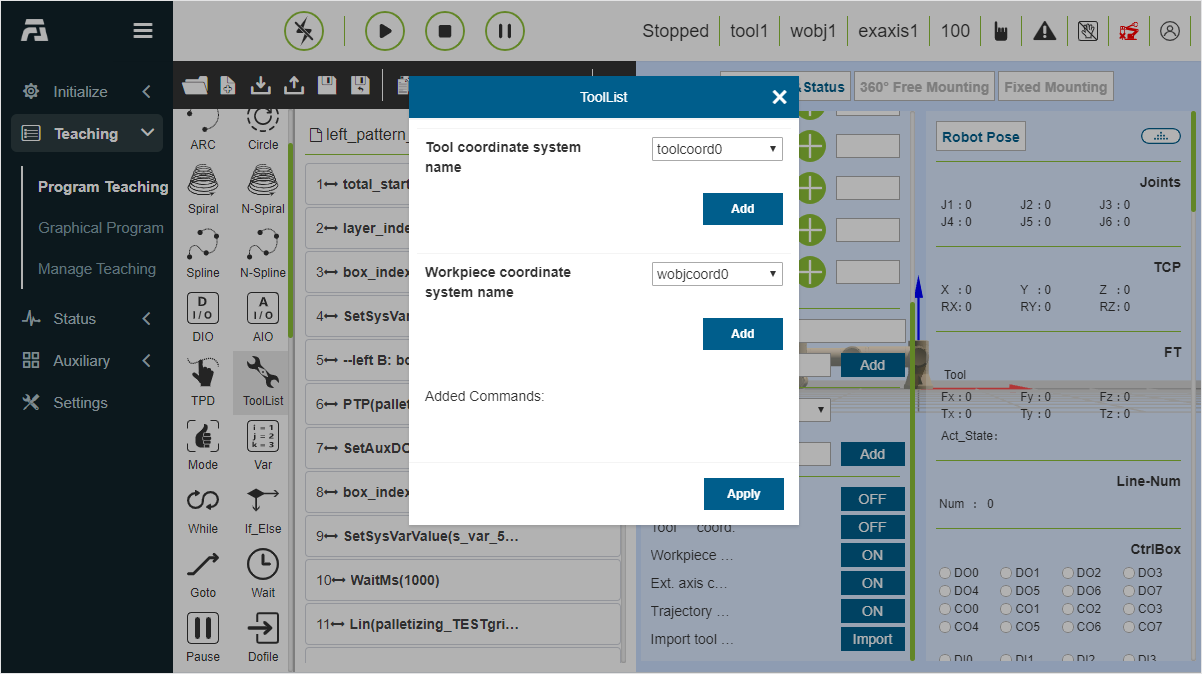 Stopped tool1 wobj1 exaxis1 100
Initialize
Teaching
Program Teaching
Graphical Program
Manage Teaching
Status
Auxiliary
Settings
ARC Circle
Spiral N-Spiral
Spline N-Spline
D I/O A I/O
DIO AIO
TPD ToolList
i = 1
j = 2
k = 3
Mode Var
While If_Else
Goto Wait
Pause Dofile
left_pattern_
1 total_start
2 layer_inde
3 box_index
4 SetSysVar
5 --left B: bo
6 PTP(pallet
7 SetAuxDO
8 box_index
9 SetSysVarValue(s_var_5...
10 WaitMs(1000)
11 Lin(palletizing_TESTgri...
ToolList
Tool coordinate system
name
toolcoord0
Add
Workpiece coordinate
system name
wobjcoord0
Add
Added Commands:
Apply
&Status 360° Free Mounting Fixed Mounting
Add
Add
OFF
Tool coord. OFF
Workpiece ... ON
Ext. axis c... ON
Trajectory ... ON
Import tool ... Import
Robot Pose
Joints
J1 : 0 J2 : 0 J3 : 0
J4 : 0 J5 : 0 J6 : 0
TCP
X : 0 Y : 0 Z : 0
RX: 0 RY: 0 RZ: 0
FT
Tool
Fx : 0 Fy : 0 Fz : 0
Tx : 0 Ty : 0 Tz : 0
Act_State:
Line-Num
Num : 0
CtrlBox
DO0 DO1 DO2 DO3
DO4 DO5 DO6 DO7
CO0 CO1 CO2 CO3
CO4 CO5 CO6 CO7
DI0 DI1 DI2 DI3